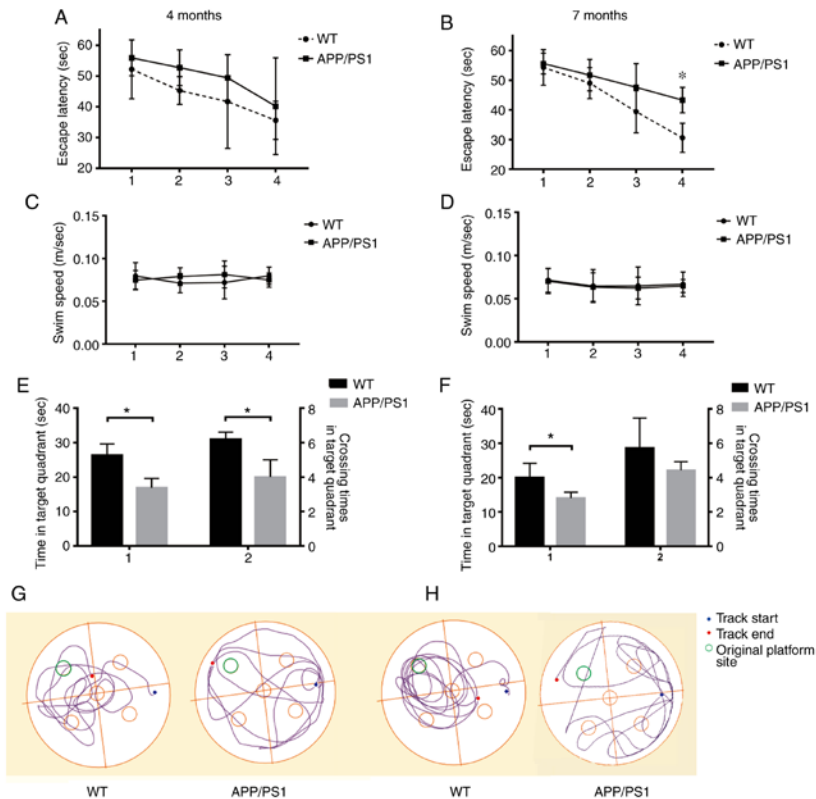 A
4 months
WT
APP/PS1
Escape latency (sec)
60
50
40
30
20
1 2 3 4
B
7 months
WT
APP/PS1
Escape latency (sec)
60
50
40
30
20
*
1 2 3 4
C
WT
APP/PS1
Swim speed (m/sec)
0.15
0.10
0.05
0.00
1 2 3 4
D
WT
APP/PS1
Swim speed (m/sec)
0.15
0.10
0.05
0.00
1 2 3 4
E
WT
APP/PS1
Time in target quadrant (sec)
40
30
20
10
0
* *
1 2
8
6
4
2
0
Crossing times
in target quadrant
F
WT
APP/PS1
Time in target quadrant (sec)
40
30
20
10
0
*
1 2
8
6
4
2
0
Crossing times
in target quadrant
G
H
Track start
Track end
Original platform
site
WT APP/PS1 WT APP/PS1